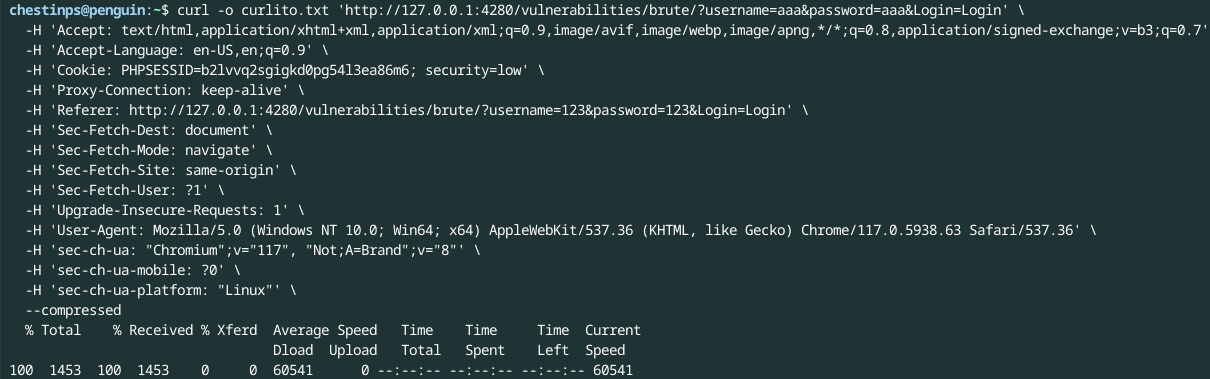 chestinps@penguin:~$ curl -o curlito.txt 'http://127.0.0.1:4280/vulnerabilities/brute/?username=aaa&password=aaa&Login=Login' \
-H 'Accept: text/html,application/xhtml+xml,application/xml;q=0.9,image/avif,image/webp,image/apng,*/*;q=0.8,application/signed-exchange;v=b3;q=0.7'
-H 'Accept-Language: en-US,en;q=0.9' \
-H 'Cookie: PHPSESSID=b2lvvq2sgigkd0pg54l3ea86m6; security=low' \
-H 'Proxy-Connection: keep-alive' \
-H 'Referer: http://127.0.0.1:4280/vulnerabilities/brute/?username=123&password=123&Login=Login' \
-H 'Sec-Fetch-Dest: document' \
-H 'Sec-Fetch-Mode: navigate' \
-H 'Sec-Fetch-Site: same-origin' \
-H 'Sec-Fetch-User: ?1' \
-H 'Upgrade-Insecure-Requests: 1' \
-H 'User-Agent: Mozilla/5.0 (Windows NT 10.0; Win64; x64) AppleWebKit/537.36 (KHTML, like Gecko) Chrome/117.0.5938.63 Safari/537.36' \
-H 'sec-ch-ua: "Chromium";v="117", "Not;A=Brand";v="8"' \
-H 'sec-ch-ua-mobile: ?0' \
-H 'sec-ch-ua-platform: "Linux"' \
--compressed
% Total % Received % Xferd Average Speed Time Time Time Current
Dload Upload Total Spent Left Speed
100 1453 100 1453 0 0 60541 0 --:--:-- --:--:-- --:--:-- 60541